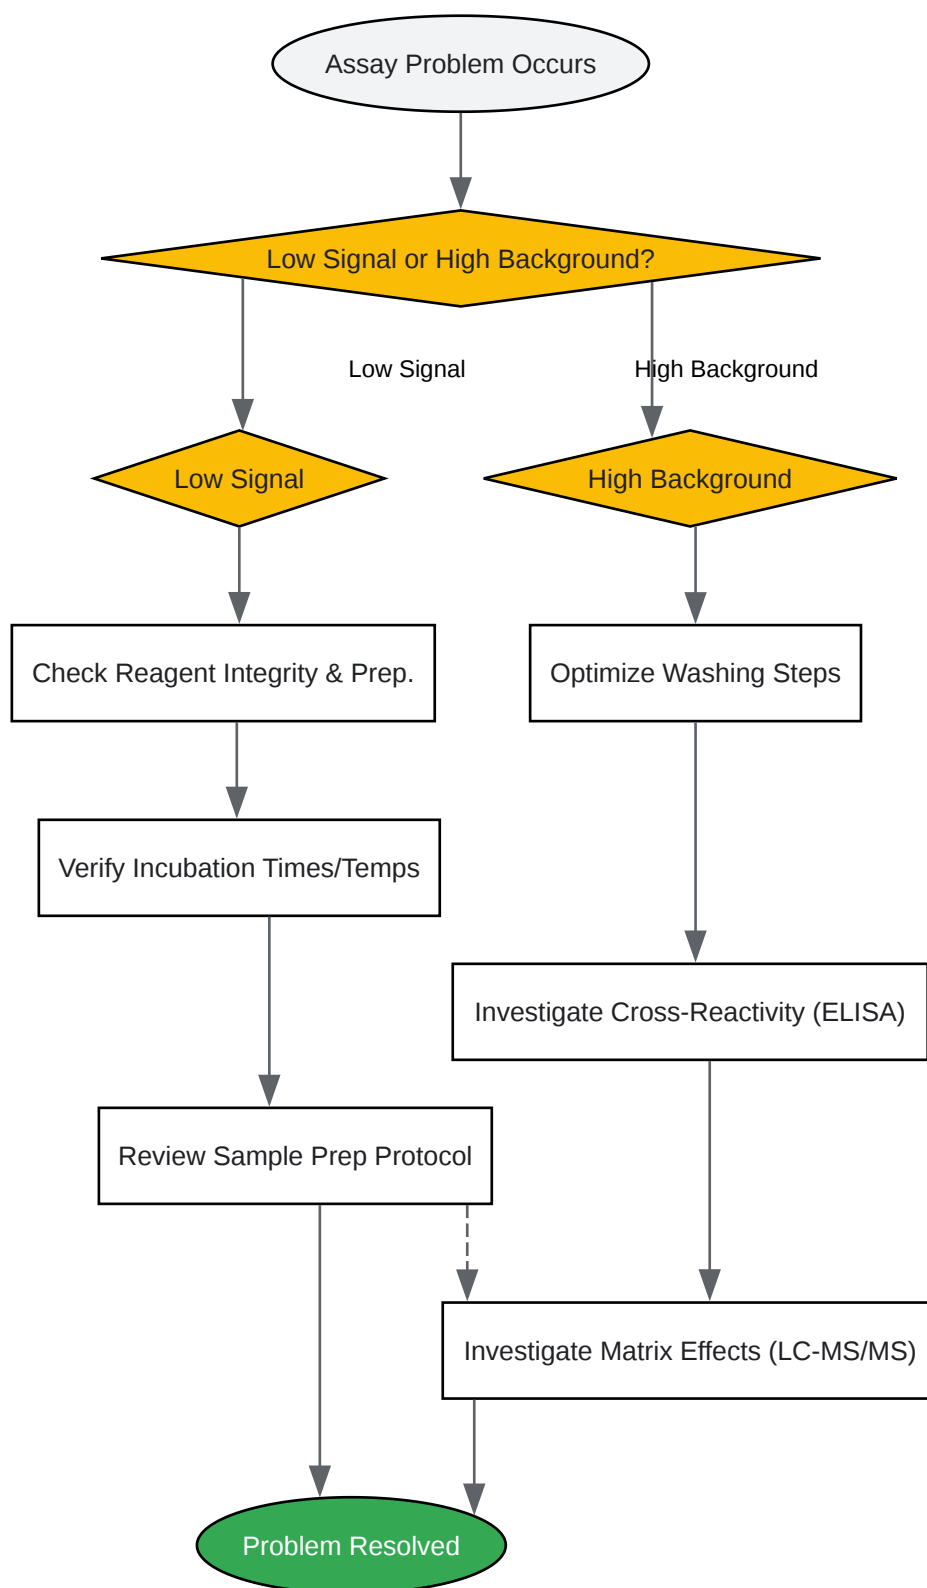 Assay Problem Occurs
Low Signal or High Background?
Low Signal
High Background
Low Signal
High Background
Check Reagent Integrity & Prep.
Optimize Washing Steps
Verify Incubation Times/Temps
Investigate Cross-Reactivity (ELISA)
Review Sample Prep Protocol
Investigate Matrix Effects (LC-MS/MS)
Problem Resolved